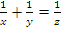 1/x + 1/y = 1/z